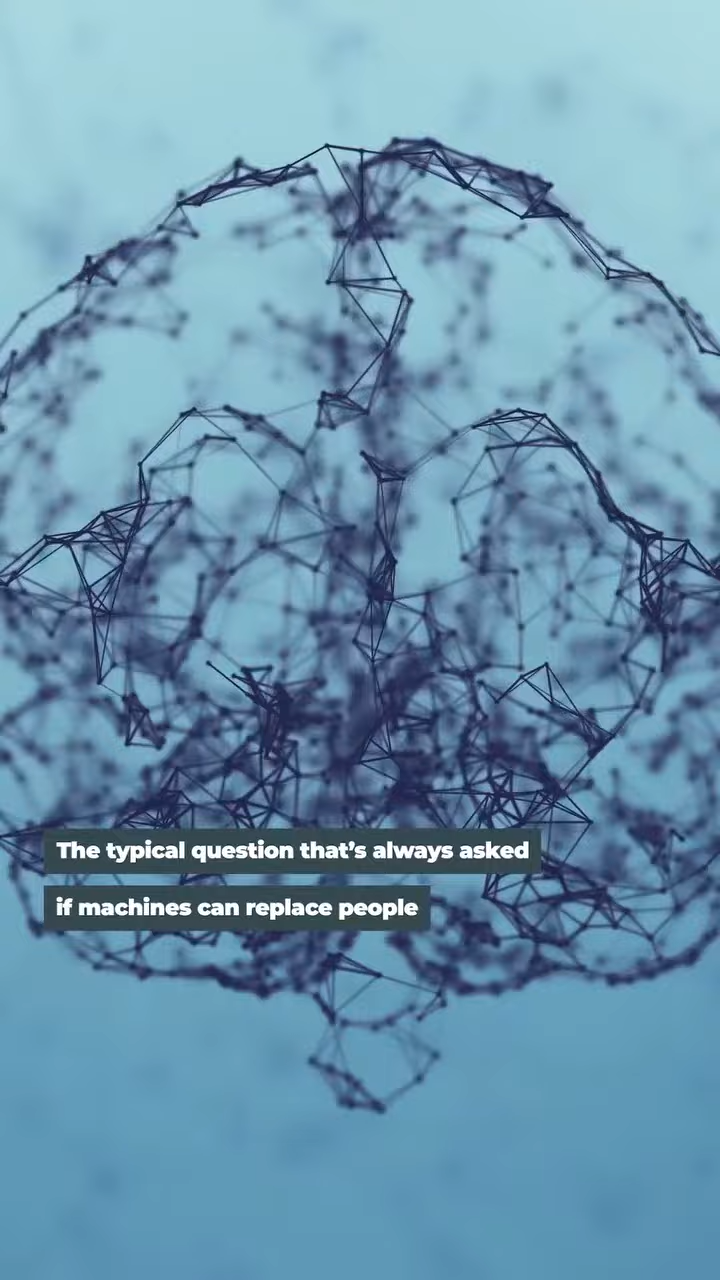 The typical question that’s always asked
if machines can replace people